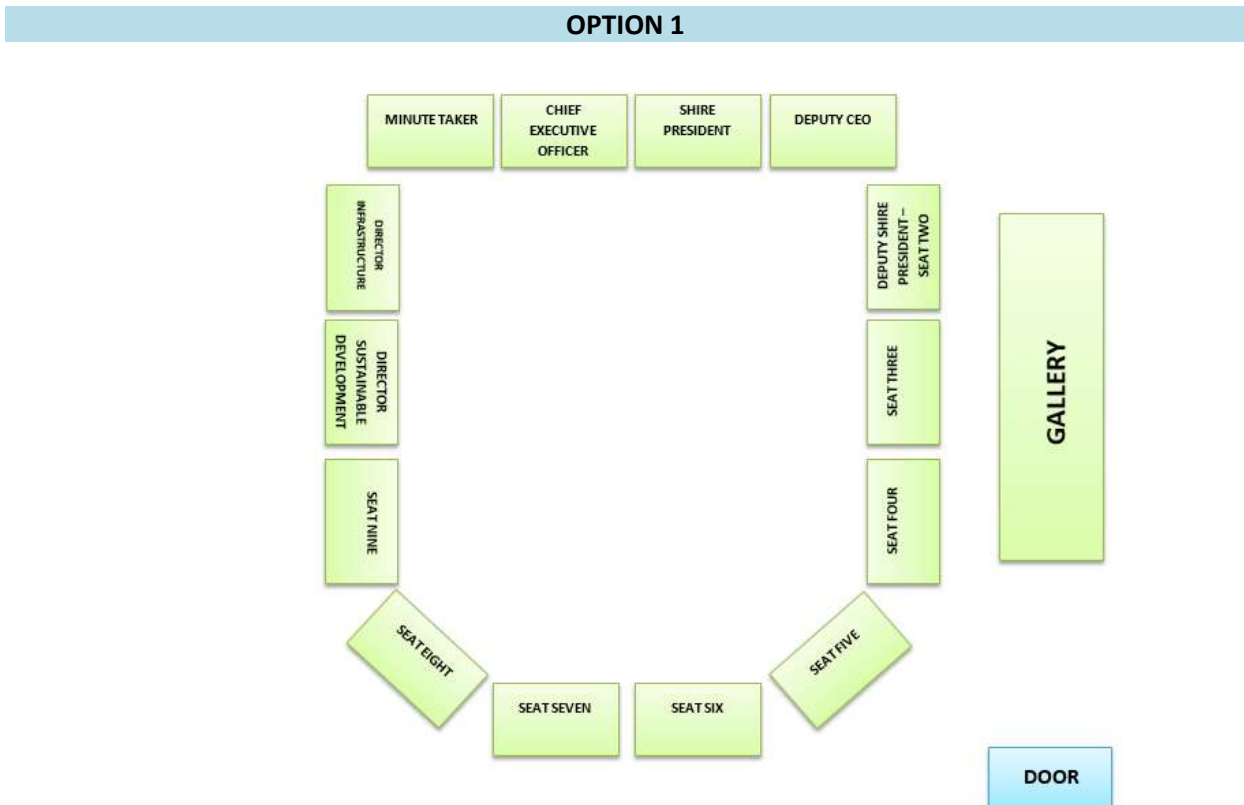 OPTION 1
MINUTE TAKER
CHIEF
EXECUTIVE
OFFICER
SHIRE
PRESIDENT
DEPUTY CEO
DIRECTOR
INFRASTRUCTURE
DEPUTY SHIRE
PRESIDENT –
SEAT TWO
DIRECTOR
SUSTAINABLE
DEVELOPMENT
SEAT THREE
GALLERY
SEAT NINE
SEAT FOUR
SEAT EIGHT
SEAT FIVE
SEAT SEVEN
SEAT SIX
DOOR